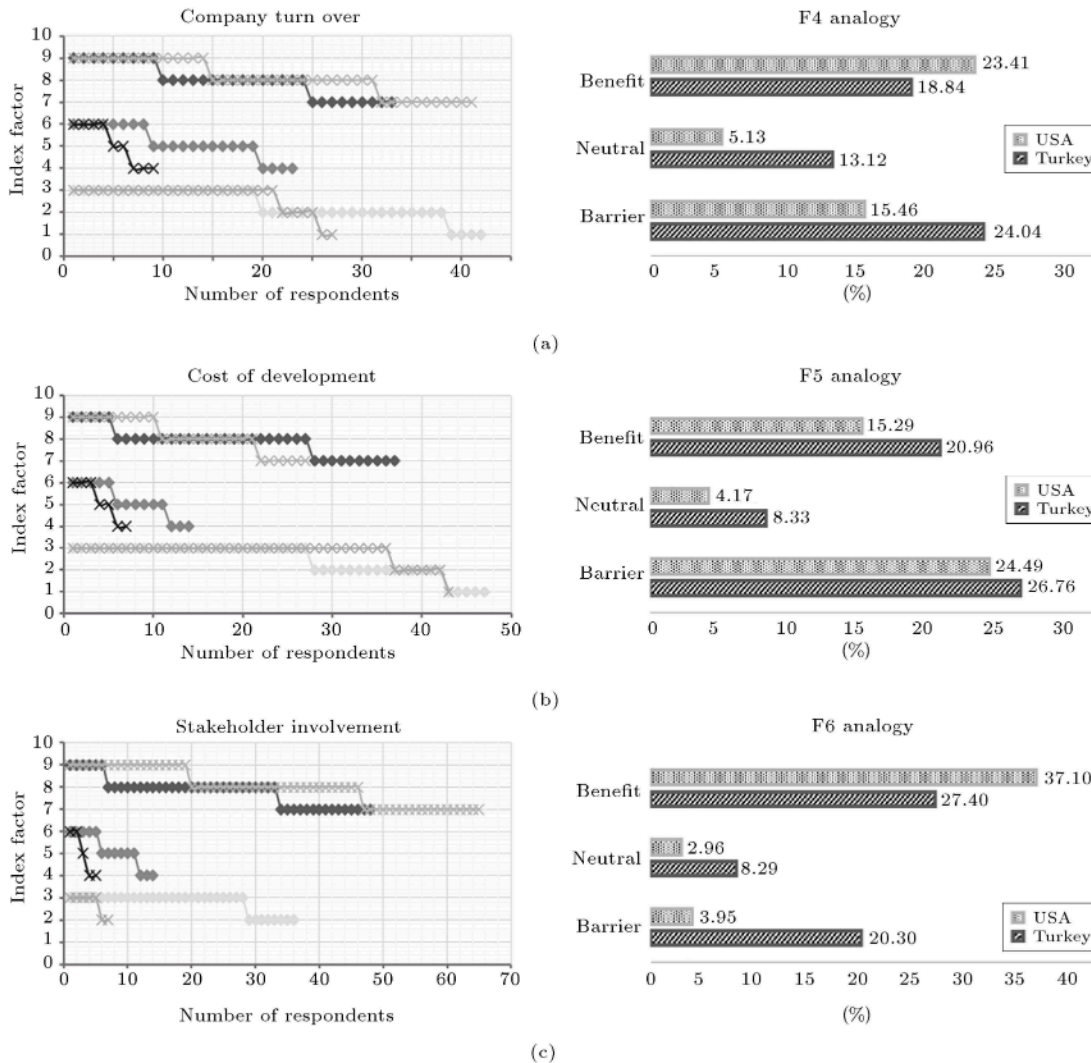 Company turn over
10
9
8
7
6
5
4
3
2
1
0
Index factor
0 10 20 30 40
Number of respondents
F4 analogy
Benefit
23.41
18.84
Neutral
5.13
13.12
Barrier
15.46
24.04
USA
Turkey
0 5 10 15 20 25 30
(%)
(a)
Cost of development
10
9
8
7
6
5
4
3
2
1
0
Index factor
0 10 20 30 40 50
Number of respondents
F5 analogy
Benefit
15.29
20.96
Neutral
4.17
8.33
Barrier
24.49
26.76
USA
Turkey
0 5 10 15 20 25 30
(%)
(b)
Stakeholder involvement
10
9
8
7
6
5
4
3
2
1
0
Index factor
0 10 20 30 40 50 60 70
Number of respondents
F6 analogy
Benefit
37.10
27.40
Neutral
2.96
8.29
Barrier
3.95
20.30
USA
Turkey
0 5 10 15 20 25 30 35 40
(%)
(c)